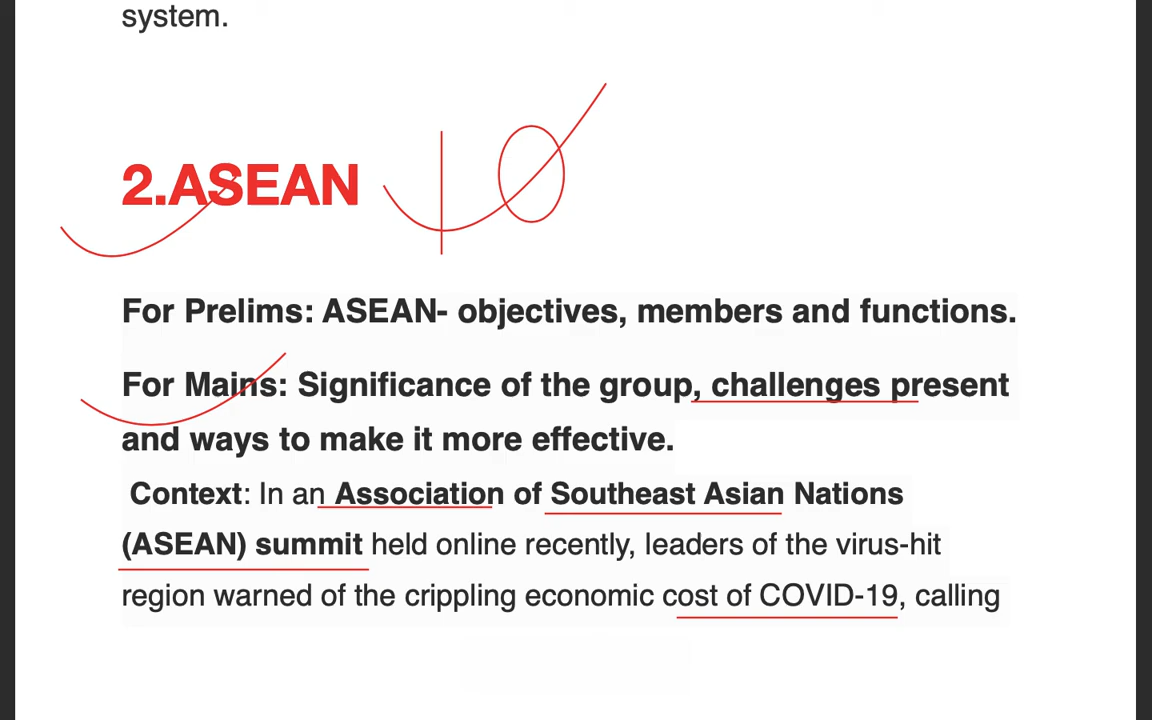 system.
2.ASEAN 10
For Prelims: ASEAN- objectives, members and functions.
For Mains: Significance of the group, challenges present
and ways to make it more effective.
Context: In an Association of Southeast Asian Nations
(ASEAN) summit held online recently, leaders of the virus-hit
region warned of the crippling economic cost of COVID-19, calling